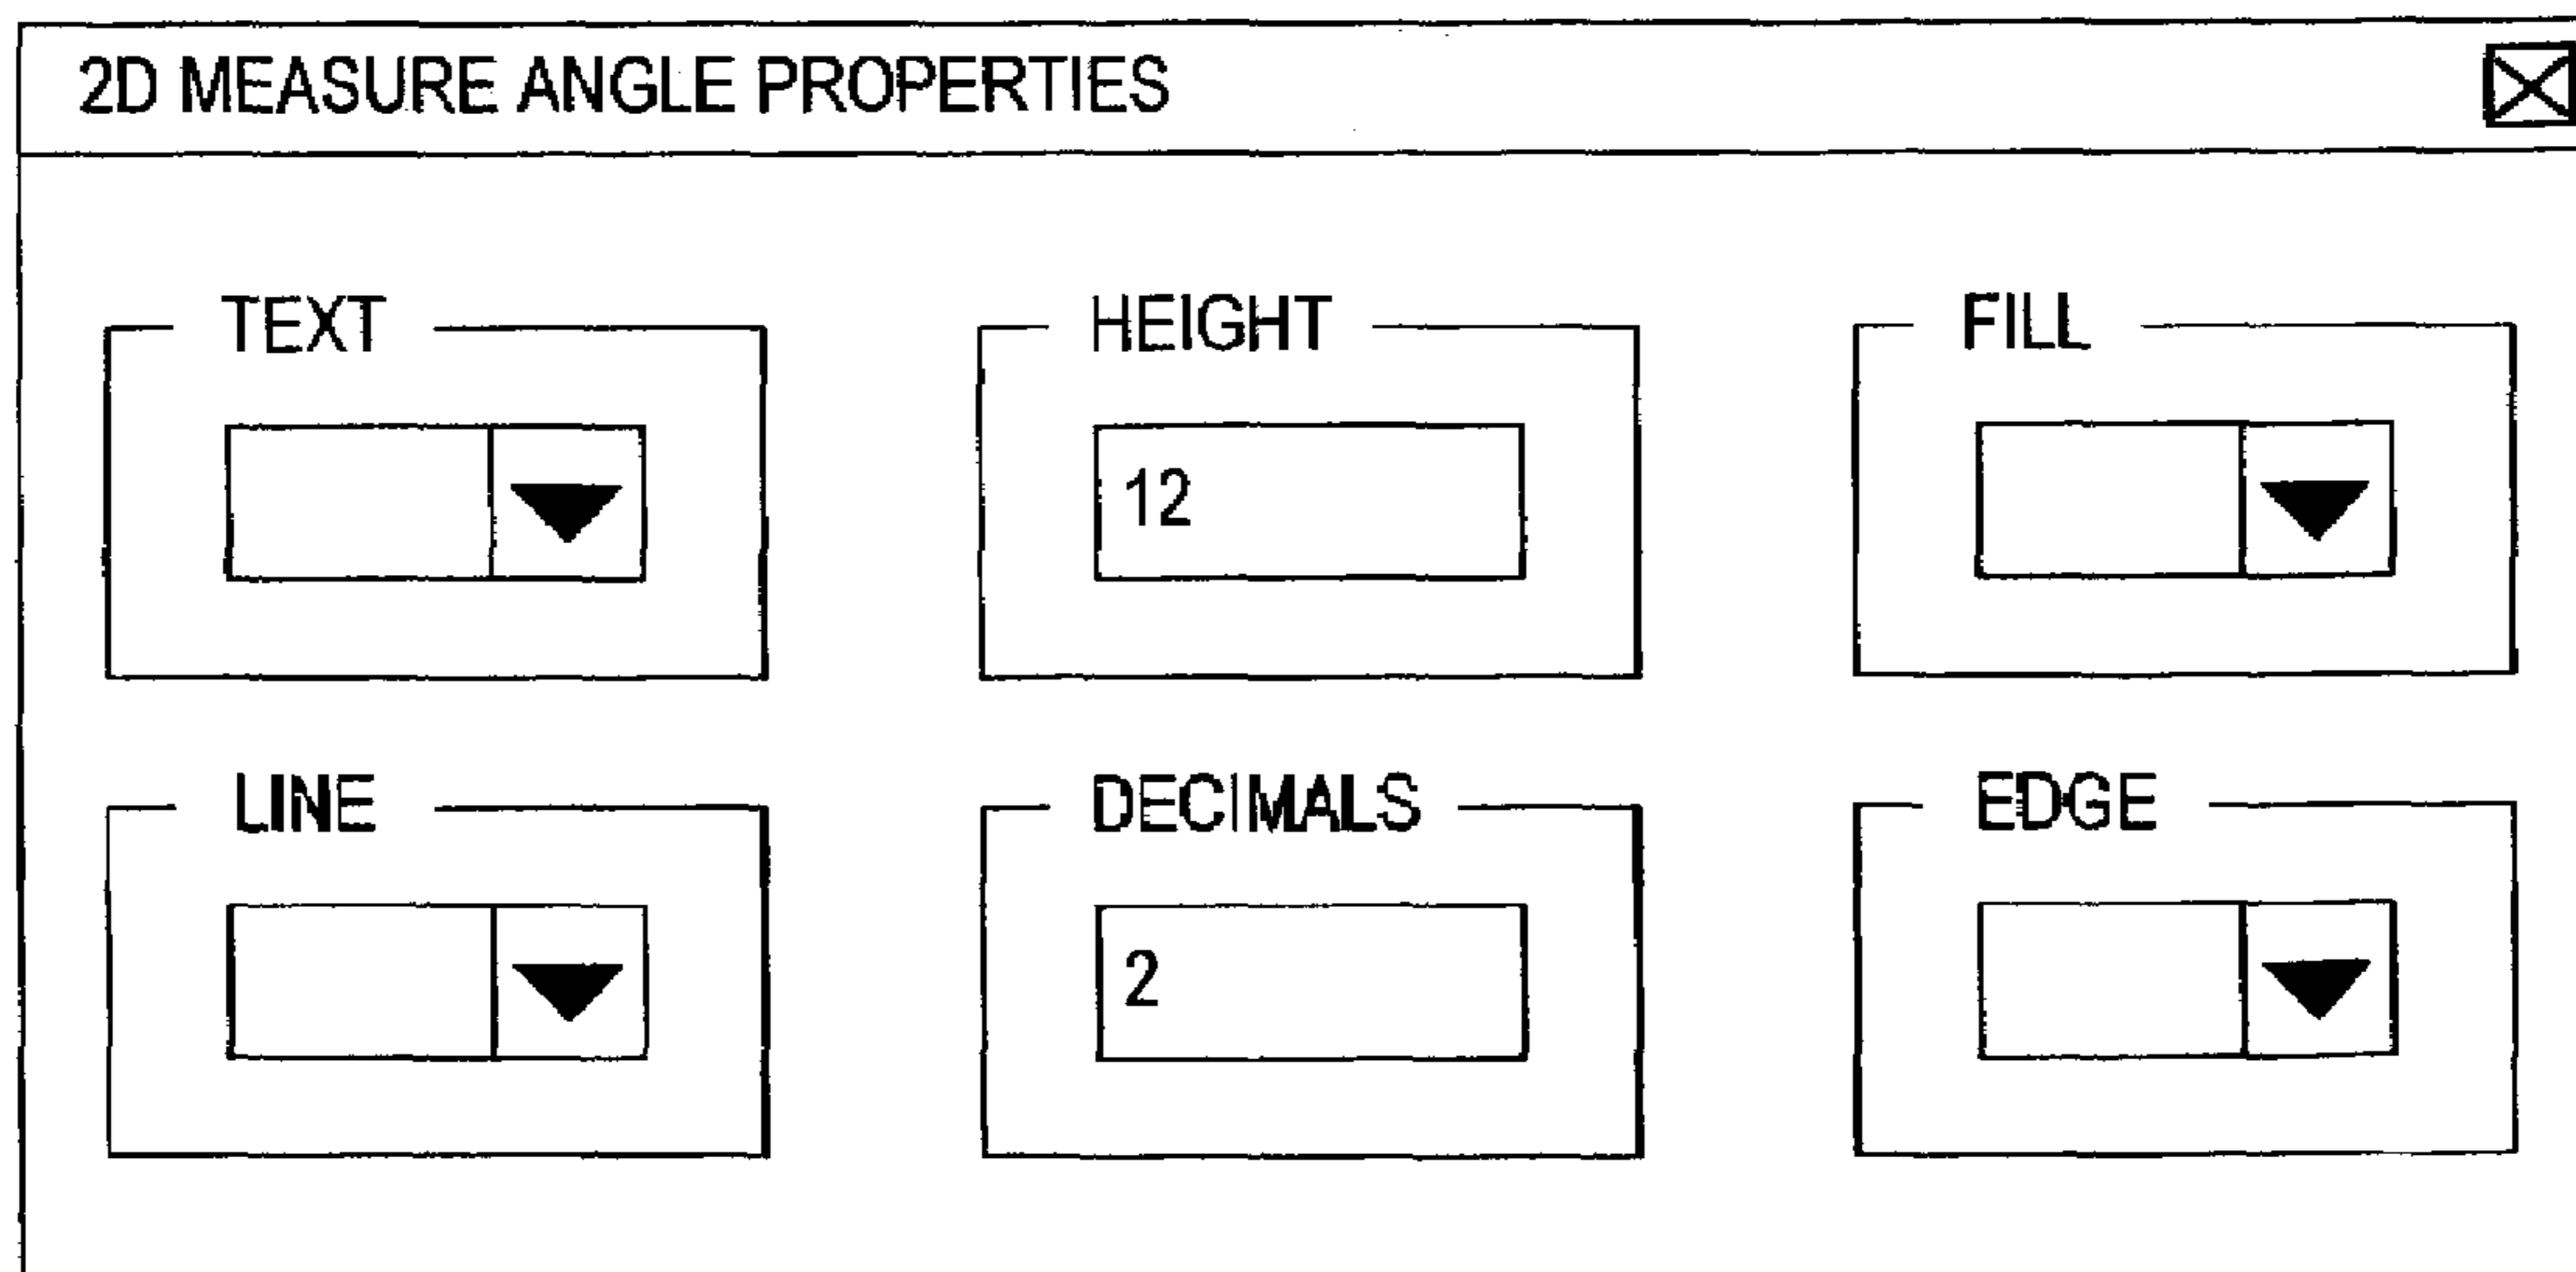 2D MEASURE ANGLE PROPERTIES
TEXT HEIGHT FILL
12
LINE DECIMALS EDGE
2